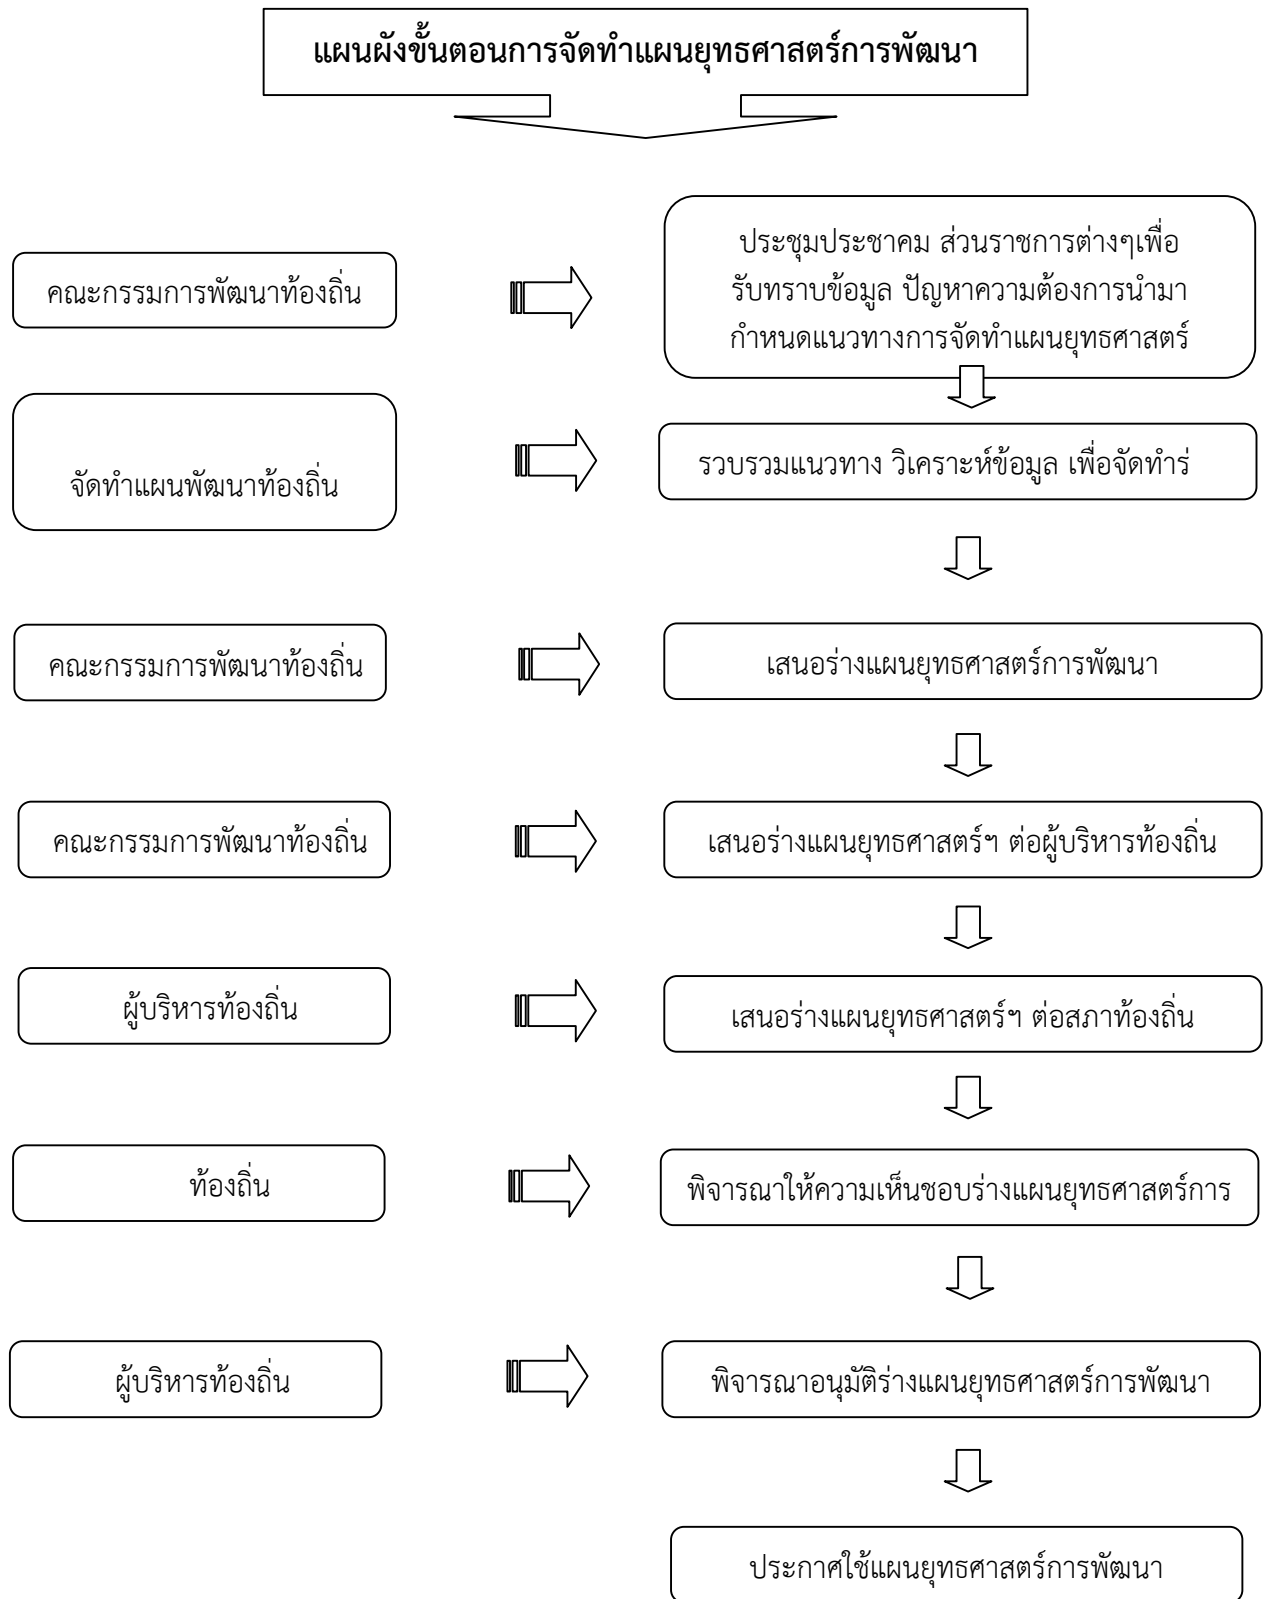 แผนผังขั้นตอนการจัดทำแผนยุทธศาสตร์การพัฒนา
คณะกรรมการพัฒนาท้องถิ่น
ประชุมประชาคม ส่วนราชการต่างๆเพื่อ
รับทราบข้อมูล ปัญหาความต้องการนำมา
กำหนดแนวทางการจัดทำแผนยุทธศาสตร์
จัดทำแผนพัฒนาท้องถิ่น
รวบรวมแนวทาง วิเคราะห์ข้อมูล เพื่อจัดทำร่
คณะกรรมการพัฒนาท้องถิ่น
เสนอร่างแผนยุทธศาสตร์การพัฒนา
คณะกรรมการพัฒนาท้องถิ่น
เสนอร่างแผนยุทธศาสตร์ฯ ต่อผู้บริหารท้องถิ่น
ผู้บริหารท้องถิ่น
เสนอร่างแผนยุทธศาสตร์ฯ ต่อสภาท้องถิ่น
ท้องถิ่น
พิจารณาให้ความเห็นชอบร่างแผนยุทธศาสตร์การ
ผู้บริหารท้องถิ่น
พิจารณาอนุมัติร่างแผนยุทธศาสตร์การพัฒนา
ประกาศใช้แผนยุทธศาสตร์การพัฒนา